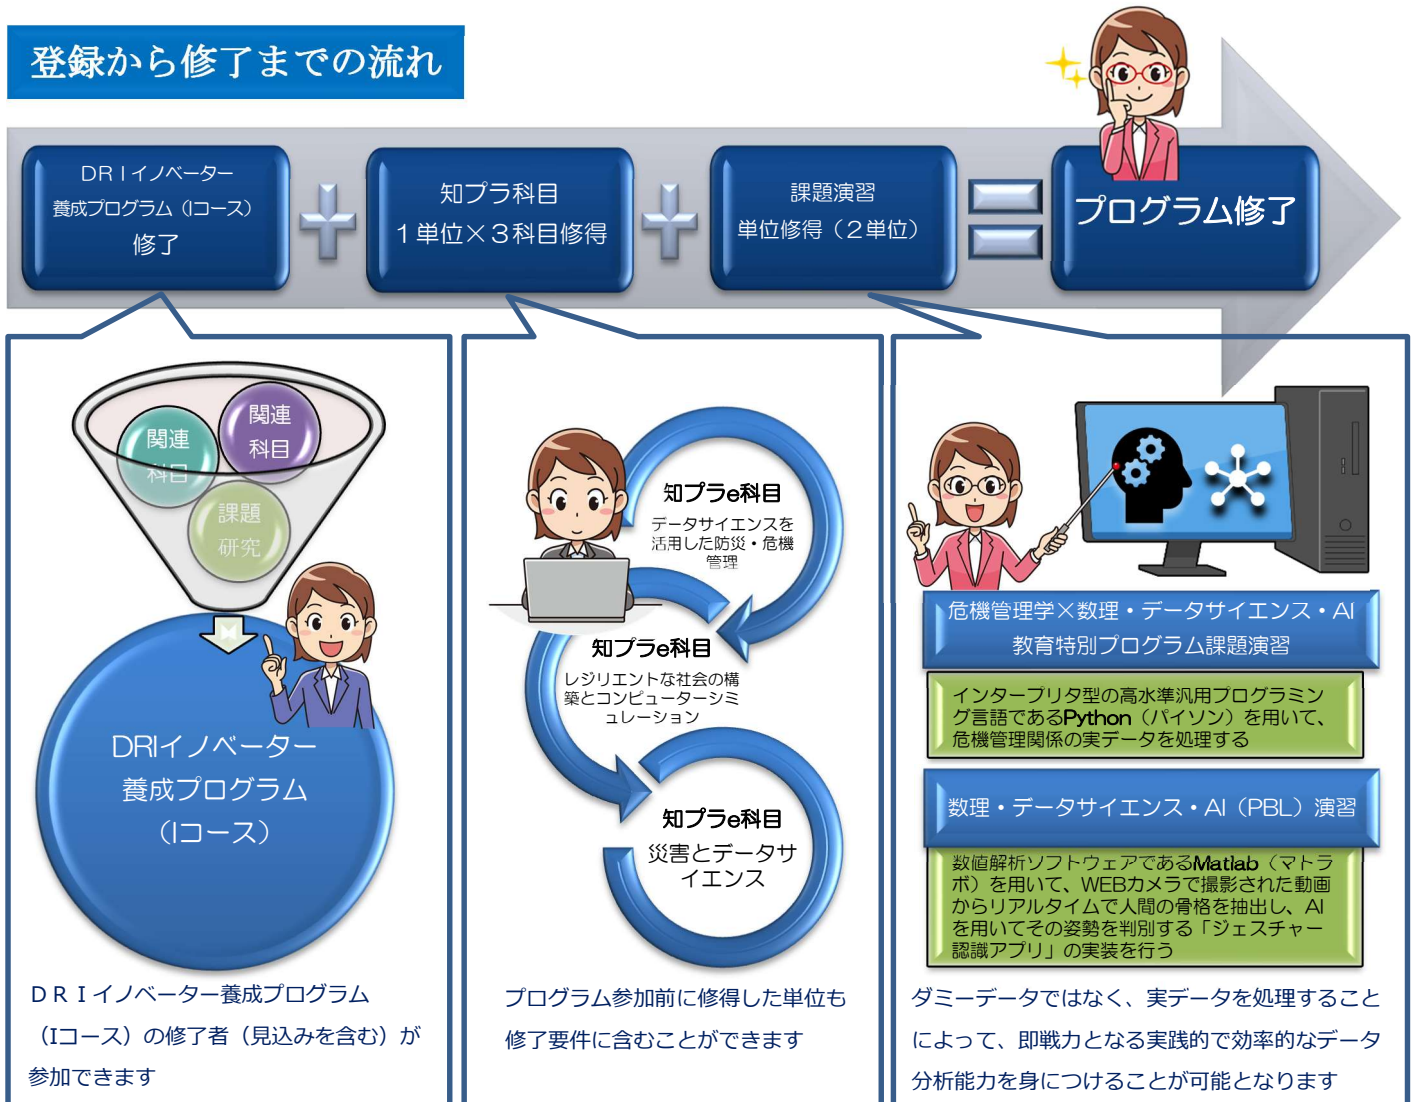 登録から修了までの流れ
DRIイノベーター
養成プログラム（Iコース）
修了
知プラ科目
１単位×３科目修得
課題演習
単位修得（２単位）
プログラム修了
関連
科目
関連
科目
課題
研究
DRIイノベーター
養成プログラム
（Iコース）
ＤＲＩイノベーター養成プログラム
（Iコース）の修了者（見込みを含む）が
参加できます
知プラe科目
データサイエンスを
活用した防災・危機
管理
知プラe科目
レジリエントな社会の構
築とコンピューターシミ
ュレーション
知プラe科目
災害とデータサ
イエンス
プログラム参加前に修得した単位も
修了要件に含むことができます
危機管理学×数理・データサイエンス・AI
教育特別プログラム課題演習
インタープリタ型の高水準汎用プログラミン
グ言語であるPython（パイソン）を用いて、
危機管理関係の実データを処理する
数理・データサイエンス・AI（PBL）演習
数値解析ソフトウェアであるMatlab（マトラ
ボ）を用いて、WEBカメラで撮影された動画
からリアルタイムで人間の骨格を抽出し、AI
を用いてその姿勢を判別する「ジェスチャー
認識アプリ」の実装を行う
ダミーデータではなく、実データを処理すること
によって、即戦力となる実践的で効率的なデータ
分析能力を身につけることが可能となります